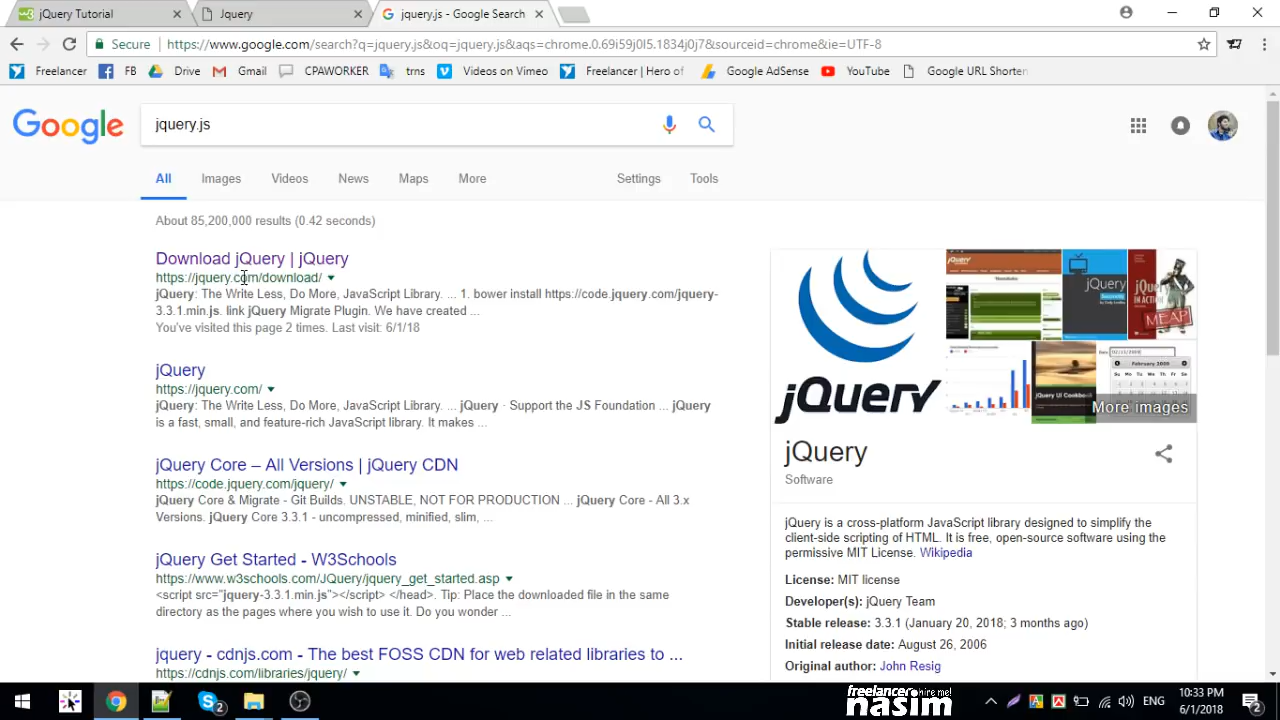 jQuery Tutorial
Jquery
jquery.js - Google Search
Secure https://www.google.com/search?q=jquery.js&oq=jquery.js&aqs=chrome.0.69i59j0l5.1834j0j7&sourceid=chrome&ie=UTF-8
Freelancer FB Drive Gmail CPAWORKER trns Videos on Vimeo Freelancer | Hero of Google AdSense YouTube Google URL Shorten
Google
jquery.js
All Images Videos News Maps More Settings Tools
About 85,200,000 results (0.42 seconds)
Download jQuery | jQuery
https://jquery.com/download/
jQuery: The Write Less, Do More, JavaScript Library. ... 1. bower install https://code.jquery.com/jquery-
3.3.1.min.js. link jQuery Migrate Plugin. We have created ...
You've visited this page 2 times. Last visit: 6/1/18
jQuery
https://jquery.com/
jQuery: The Write Less, Do More, JavaScript Library. ... jQuery · Support the JS Foundation ... jQuery
is a fast, small, and feature-rich JavaScript library. It makes ...
jQuery Core – All Versions | jQuery CDN
https://code.jquery.com/jquery/
jQuery Core & Migrate - Git Builds. UNSTABLE, NOT FOR PRODUCTION ... jQuery Core - All 3.x
Versions. jQuery Core 3.3.1 - uncompressed, minified, slim, ...
jQuery Get Started - W3Schools
https://www.w3schools.com/JQuery/jquery_get_started.asp
<script src="jquery-3.3.1.min.js"></script> </head>. Tip: Place the downloaded file in the same
directory as the pages where you wish to use it. Do you wonder ...
jquery - cdnjs.com - The best FOSS CDN for web related libraries to ...
https://cdnjs.com/libraries/jquery/
jQuery
jQuery
MEAP
February 2009
jQuery UI Cookbook
More images
jQuery
Software
jQuery is a cross-platform JavaScript library designed to simplify the
client-side scripting of HTML. It is free, open-source software using the
permissive MIT License. Wikipedia
License: MIT license
Developer(s): jQuery Team
Stable release: 3.3.1 (January 20, 2018; 3 months ago)
Initial release date: August 26, 2006
Original author: John Resig
freelancer hire me!
nasim
2
ENG
10:33 PM
6/1/2018
2